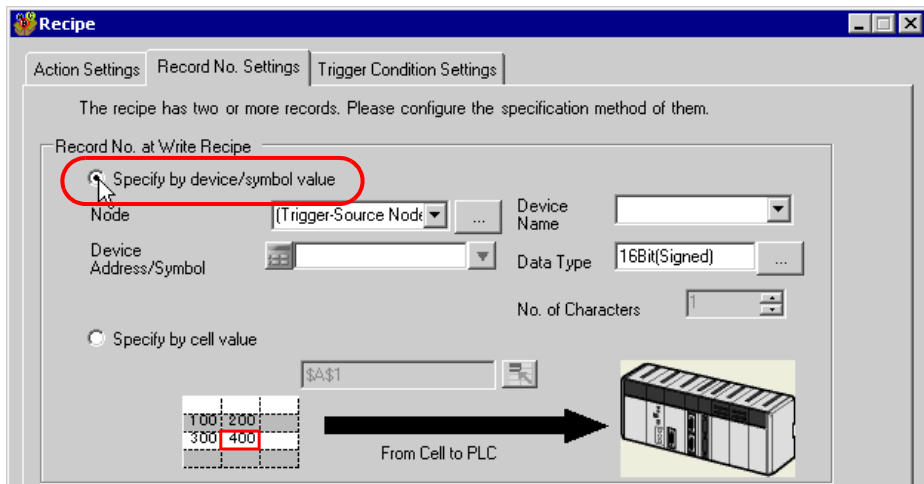 Recipe
Action Settings Record No. Settings Trigger Condition Settings
The recipe has two or more records. Please configure the specification method of them.
Record No. at Write Recipe
Specify by device/symbol value
Node (Trigger-Source Node ... Device Name
Device Address/Symbol Data Type 16Bit(Signed) ...
No. of Characters 1
Specify by cell value
$A$1
100 200
300 400
From Cell to PLC